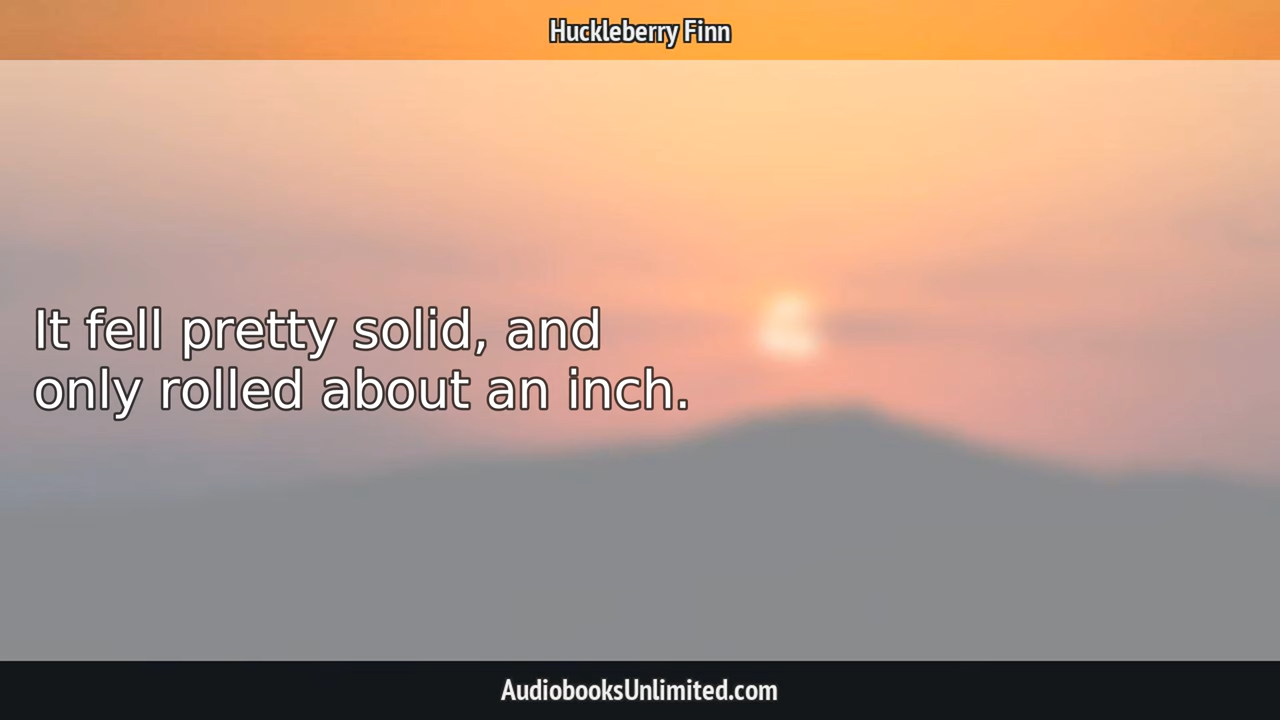 Huckleberry Finn
It fell pretty solid, and
only rolled about an inch.
AudiobooksUnlimited.com